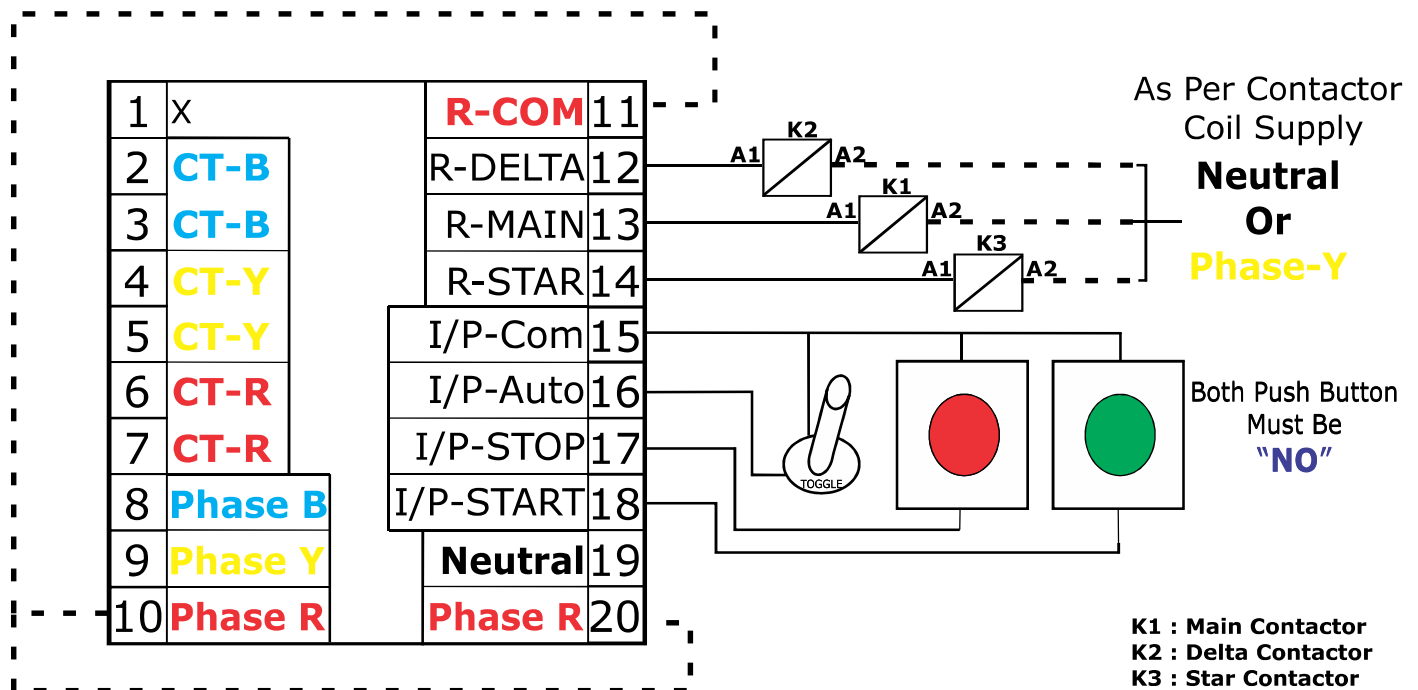 1 X
2 CT-B
3 CT-B
4 CT-Y
5 CT-Y
6 CT-R
7 CT-R
8 Phase B
9 Phase Y
10 Phase R
R-COM 11
R-DELTA 12
R-MAIN 13
R-STAR 14
I/P-Com 15
I/P-Auto 16
I/P-STOP 17
I/P-START 18
Neutral 19
Phase R 20
K2
A1 A2
K1
A1 A2
K3
A1 A2
As Per Contactor
Coil Supply
Neutral
Or
Phase-Y
TOGGLE
Both Push Button
Must Be
“NO”
K1 : Main Contactor
K2 : Delta Contactor
K3 : Star Contactor